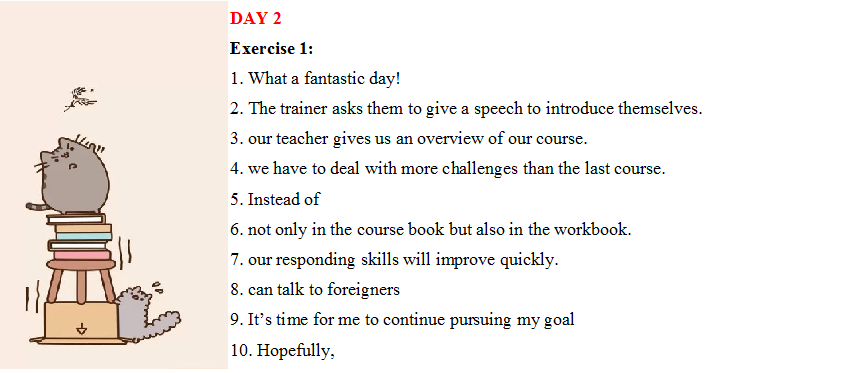 DAY 2
Exercise 1:
1. What a fantastic day!
2. The trainer asks them to give a speech to introduce themselves.
3. our teacher gives us an overview of our course.
4. we have to deal with more challenges than the last course.
5. Instead of
6. not only in the course book but also in the workbook.
7. our responding skills will improve quickly.
8. can talk to foreigners
9. It’s time for me to continue pursuing my goal
10. Hopefully,